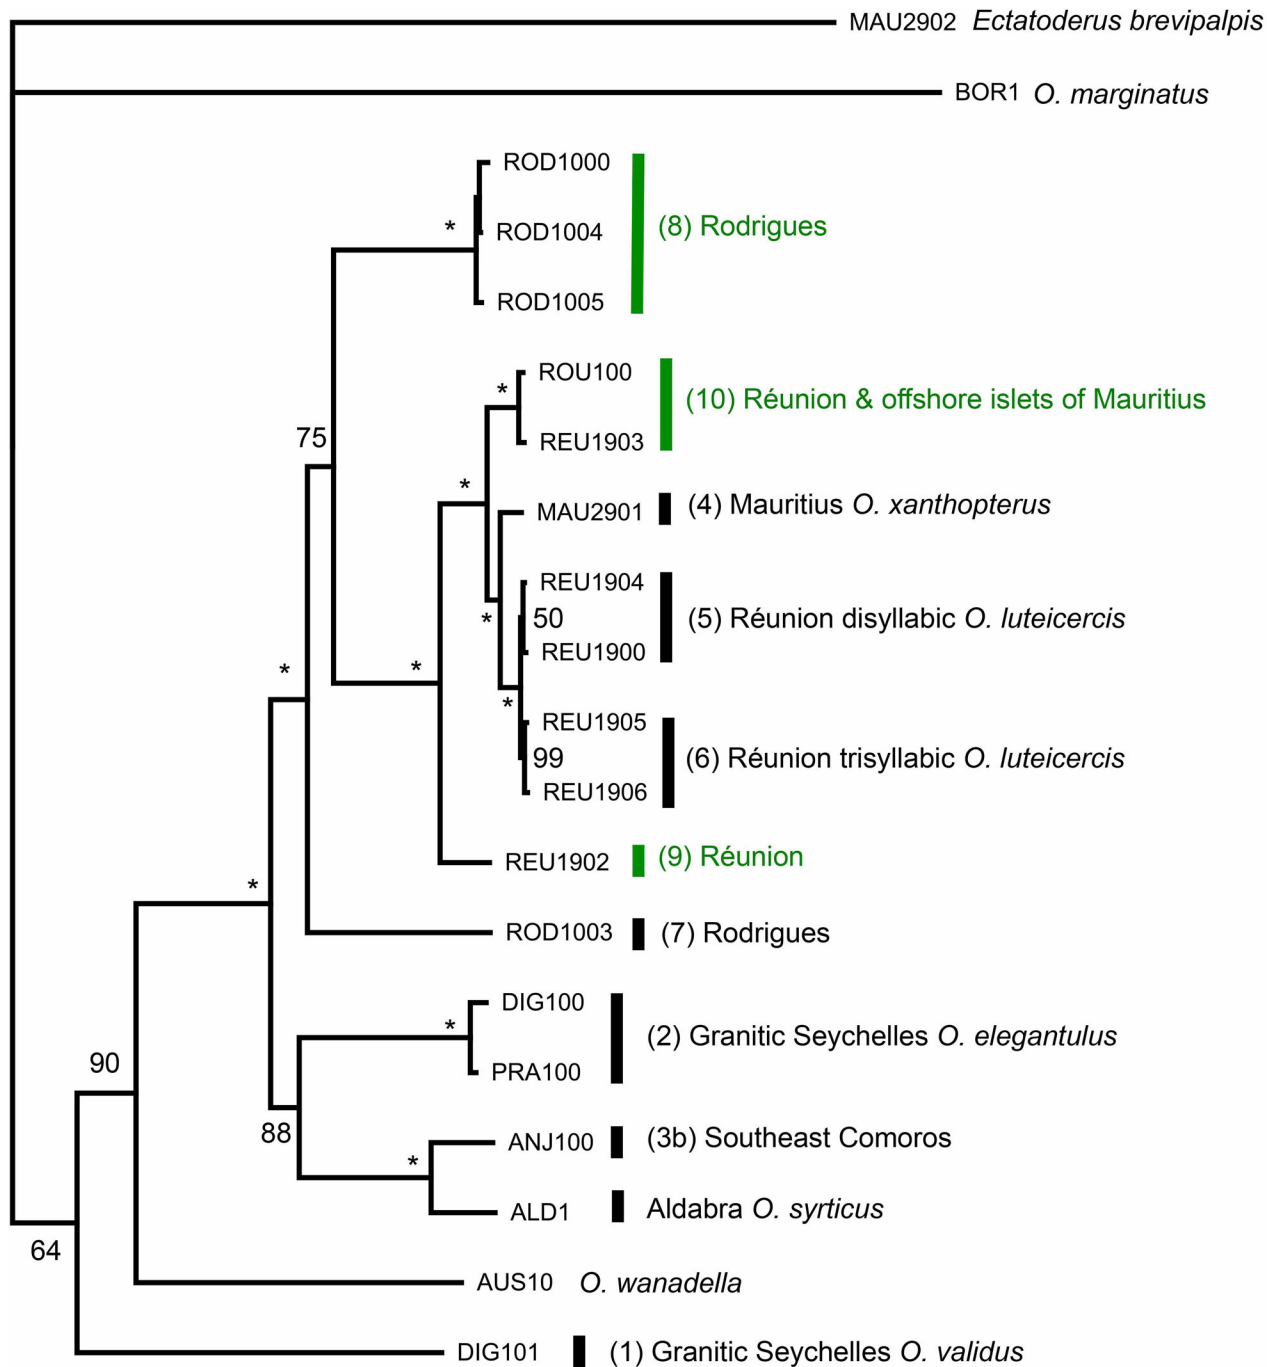 MAU2902 Ectatoderus brevipalpis
BOR1 O. marginatus
ROD1000
*
ROD1004
(8) Rodrigues
ROD1005
ROU100
*
(10) Réunion & offshore islets of Mauritius
REU1903
75
*
MAU2901
(4) Mauritius O. xanthopterus
REU1904
*
50
(5) Réunion disyllabic O. luteicercis
REU1900
*
*
*
REU1905
99
(6) Réunion trisyllabic O. luteicercis
REU1906
REU1902
(9) Réunion
*
ROD1003
(7) Rodrigues
DIG100
*
(2) Granitic Seychelles O. elegantulus
PRA100
90
88
ANJ100
(3b) Southeast Comoros
*
ALD1
Aldabra O. syrticus
64
AUS10 O. wanadella
DIG101
(1) Granitic Seychelles O. validus